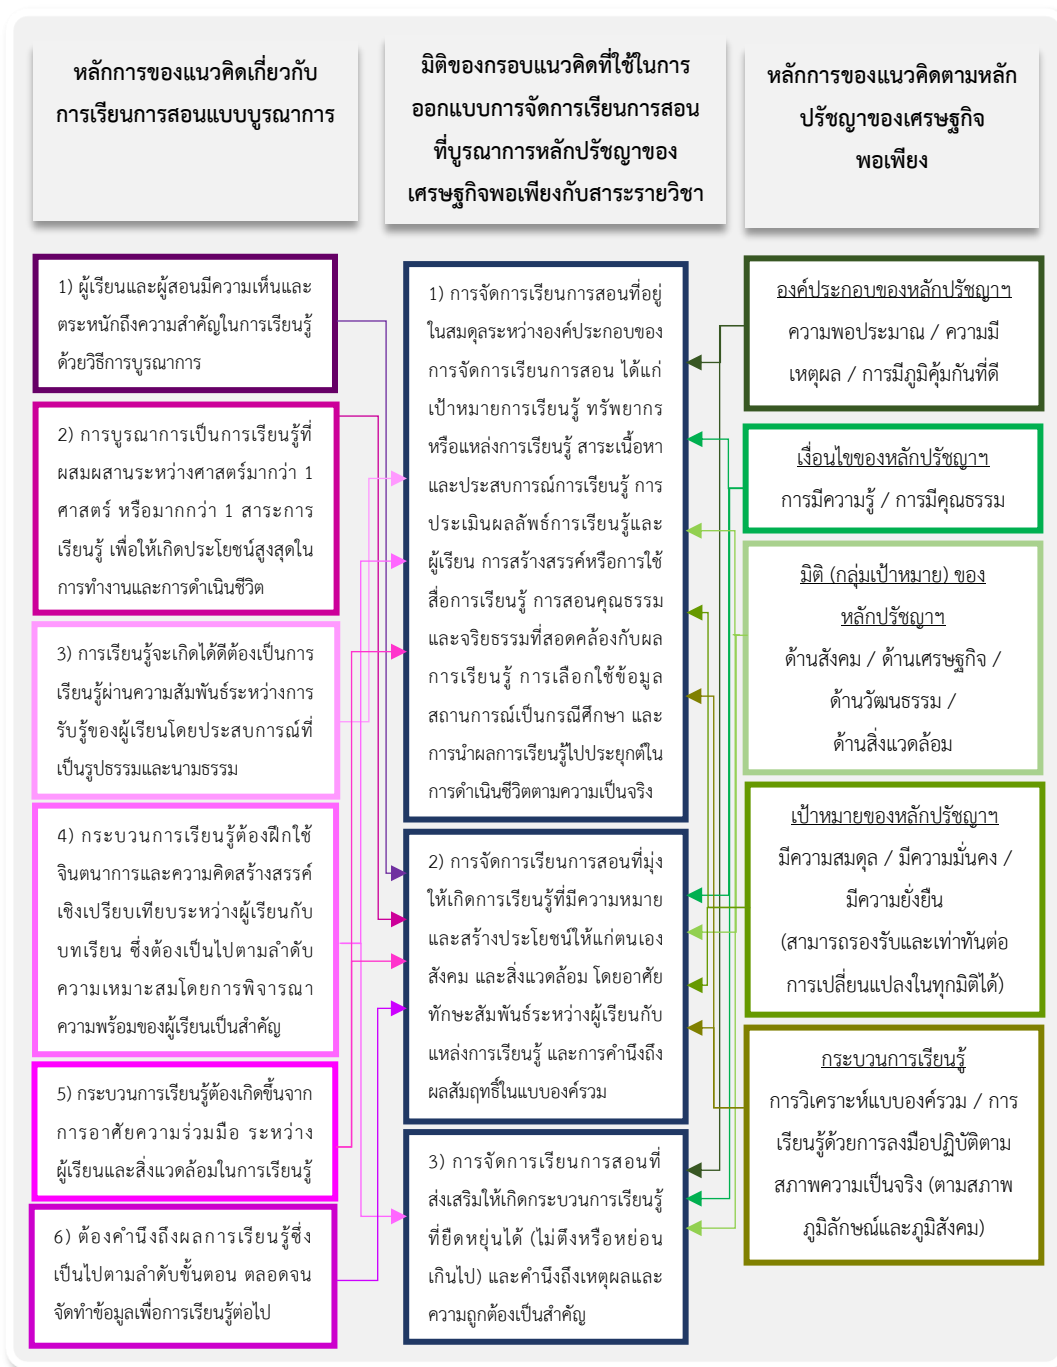 หลักการของแนวคิดเกี่ยวกับ
การเรียนการสอนแบบบูรณาการ
มิติของกรอบแนวคิดที่ใช้ในการ
ออกแบบการจัดการเรียนการสอน
ที่บูรณาการหลักปรัชญาของ
เศรษฐกิจพอเพียงกับสาระรายวิชา
หลักการของแนวคิดตามหลัก
ปรัชญาของเศรษฐกิจ
พอเพียง
1) ผู้เรียนและผู้สอนมีความเห็นและ
ตระหนักถึงความสำคัญในการเรียนรู้
ด้วยวิธีการบูรณาการ
2) การบูรณาการเป็นการเรียนรู้ที่
ผสมผสานระหว่างศาสตร์มากว่า 1
ศาสตร์ หรือมากกว่า 1 สาระการ
เรียนรู้ เพื่อให้เกิดประโยชน์สูงสุดใน
การทำงานและการดำเนินชีวิต
3) การเรียนรู้จะเกิดได้ดีต้องเป็นการ
เรียนรู้ผ่านความสัมพันธ์ระหว่างการ
รับรู้ของผู้เรียนโดยประสบการณ์ที่
เป็นรูปธรรมและนามธรรม
4) กระบวนการเรียนรู้ต้องฝึกใช้
จินตนาการและความคิดสร้างสรรค์
เชิงเปรียบเทียบระหว่างผู้เรียนกับ
บทเรียน ซึ่งต้องเป็นไปตามลำดับ
ความเหมาะสมโดยการพิจารณา
ความพร้อมของผู้เรียนเป็นสำคัญ
5) กระบวนการเรียนรู้ต้องเกิดขึ้นจาก
การอาศัยความร่วมมือ ระหว่าง
ผู้เรียนและสิ่งแวดล้อมในการเรียนรู้
6) ต้องคำนึงถึงผลการเรียนรู้ซึ่ง
เป็นไปตามลำดับขั้นตอน ตลอดจน
จัดทำข้อมูลเพื่อการเรียนรู้ต่อไป
1) การจัดการเรียนการสอนที่อยู่
ในสมดุลระหว่างองค์ประกอบของ
การจัดการเรียนการสอน ได้แก่
เป้าหมายการเรียนรู้ ทรัพยากร
หรือแหล่งการเรียนรู้ สาระเนื้อหา
และประสบการณ์การเรียนรู้ การ
ประเมินผลลัพธ์การเรียนรู้และ
ผู้เรียน การสร้างสรรค์หรือการใช้
สื่อการเรียนรู้ การสอนคุณธรรม
และจริยธรรมที่สอดคล้องกับผล
การเรียนรู้ การเลือกใช้ข้อมูล
สถานการณ์เป็นกรณีศึกษา และ
การนำผลการเรียนรู้ไปประยุกต์ใน
การดำเนินชีวิตตามความเป็นจริง
2) การจัดการเรียนการสอนที่มุ่ง
ให้เกิดการเรียนรู้ที่มีความหมาย
และสร้างประโยชน์ให้แก่ตนเอง
สังคม และสิ่งแวดล้อม โดยอาศัย
ทักษะสัมพันธ์ระหว่างผู้เรียนกับ
แหล่งการเรียนรู้ และการคำนึงถึง
ผลสัมฤทธิ์ในแบบองค์รวม
3) การจัดการเรียนการสอนที่
ส่งเสริมให้เกิดกระบวนการเรียนรู้
ที่ยืดหยุ่นได้ (ไม่ตึงหรือหย่อน
เกินไป) และคำนึงถึงเหตุผลและ
ความถูกต้องเป็นสำคัญ
องค์ประกอบของหลักปรัชญาฯ
ความพอประมาณ / ความมี
เหตุผล / การมีภูมิคุ้มกันที่ดี
เงื่อนไขของหลักปรัชญาฯ
การมีความรู้ / การมีคุณธรรม
มิติ (กลุ่มเป้าหมาย) ของ
หลักปรัชญาฯ
ด้านสังคม / ด้านเศรษฐกิจ /
ด้านวัฒนธรรม /
ด้านสิ่งแวดล้อม
เป้าหมายของหลักปรัชญาฯ
มีความสมดุล / มีความมั่นคง /
มีความยั่งยืน
(สามารถรองรับและเท่าทันต่อ
การเปลี่ยนแปลงในทุกมิติได้)
กระบวนการเรียนรู้
การวิเคราะห์แบบองค์รวม / การ
เรียนรู้ด้วยการลงมือปฏิบัติตาม
สภาพความเป็นจริง (ตามสภาพ
ภูมิลักษณ์และภูมิสังคม)